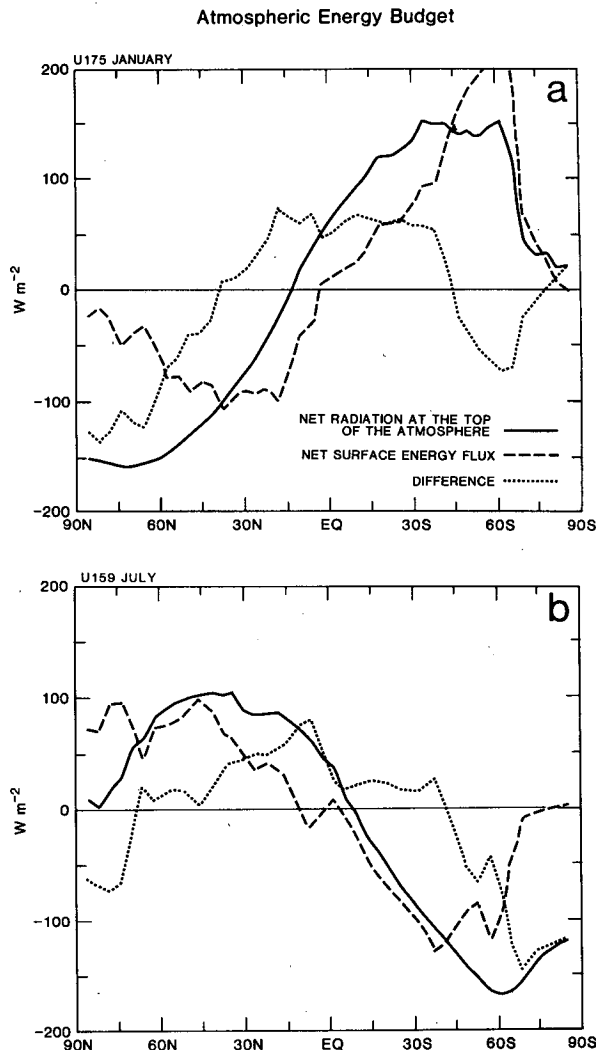 Atmospheric Energy Budget
U175 JANUARY
a
200
100
0
-100
-200
W m⁻²
NET RADIATION AT THE TOP
OF THE ATMOSPHERE
NET SURFACE ENERGY FLUX
DIFFERENCE
90N 60N 30N EQ 30S 60S 90S
U159 JULY
b
200
100
0
-100
-200
W m⁻²
90N 60N 30N EQ 30S 60S 90S